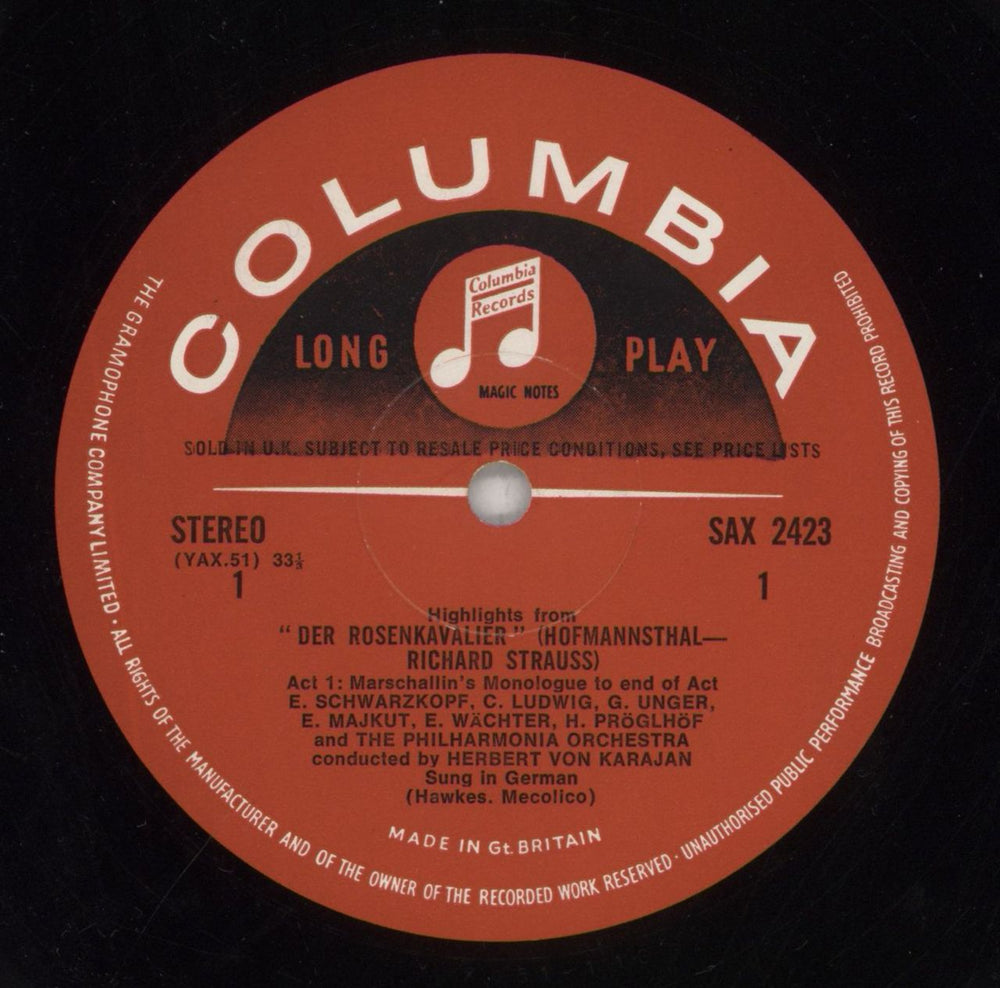 COLUMBIA
Columbia
Records
LONG PLAY
MAGIC NOTES
SOLD IN U.K. SUBJECT TO RESALE PRICE CONDITIONS, SEE PRICE LISTS
STEREO SAX 2423
(YAX.51) 33⅓
1 1
Highlights from
“DER ROSENKAVALIER” (HOFMANNSTHAL—
RICHARD STRAUSS)
Act 1: Marschallin's Monologue to end of Act
E. SCHWARZKOPF, C. LUDWIG, G. UNGER,
E. MAJKUT, E. WÄCHTER, H. PRÖGLHÖF
and THE PHILHARMONIA ORCHESTRA
conducted by HERBERT VON KARAJAN
Sung in German
(Hawkes. Mecolico)
MADE IN Gt. BRITAIN
THE GRAMOPHONE COMPANY LIMITED · ALL RIGHTS OF THE MANUFACTURER AND OF THE OWNER OF THE RECORDED WORK RESERVED · UNAUTHORISED PUBLIC PERFORMANCE BROADCASTING AND COPYING OF THIS RECORD PROHIBITED